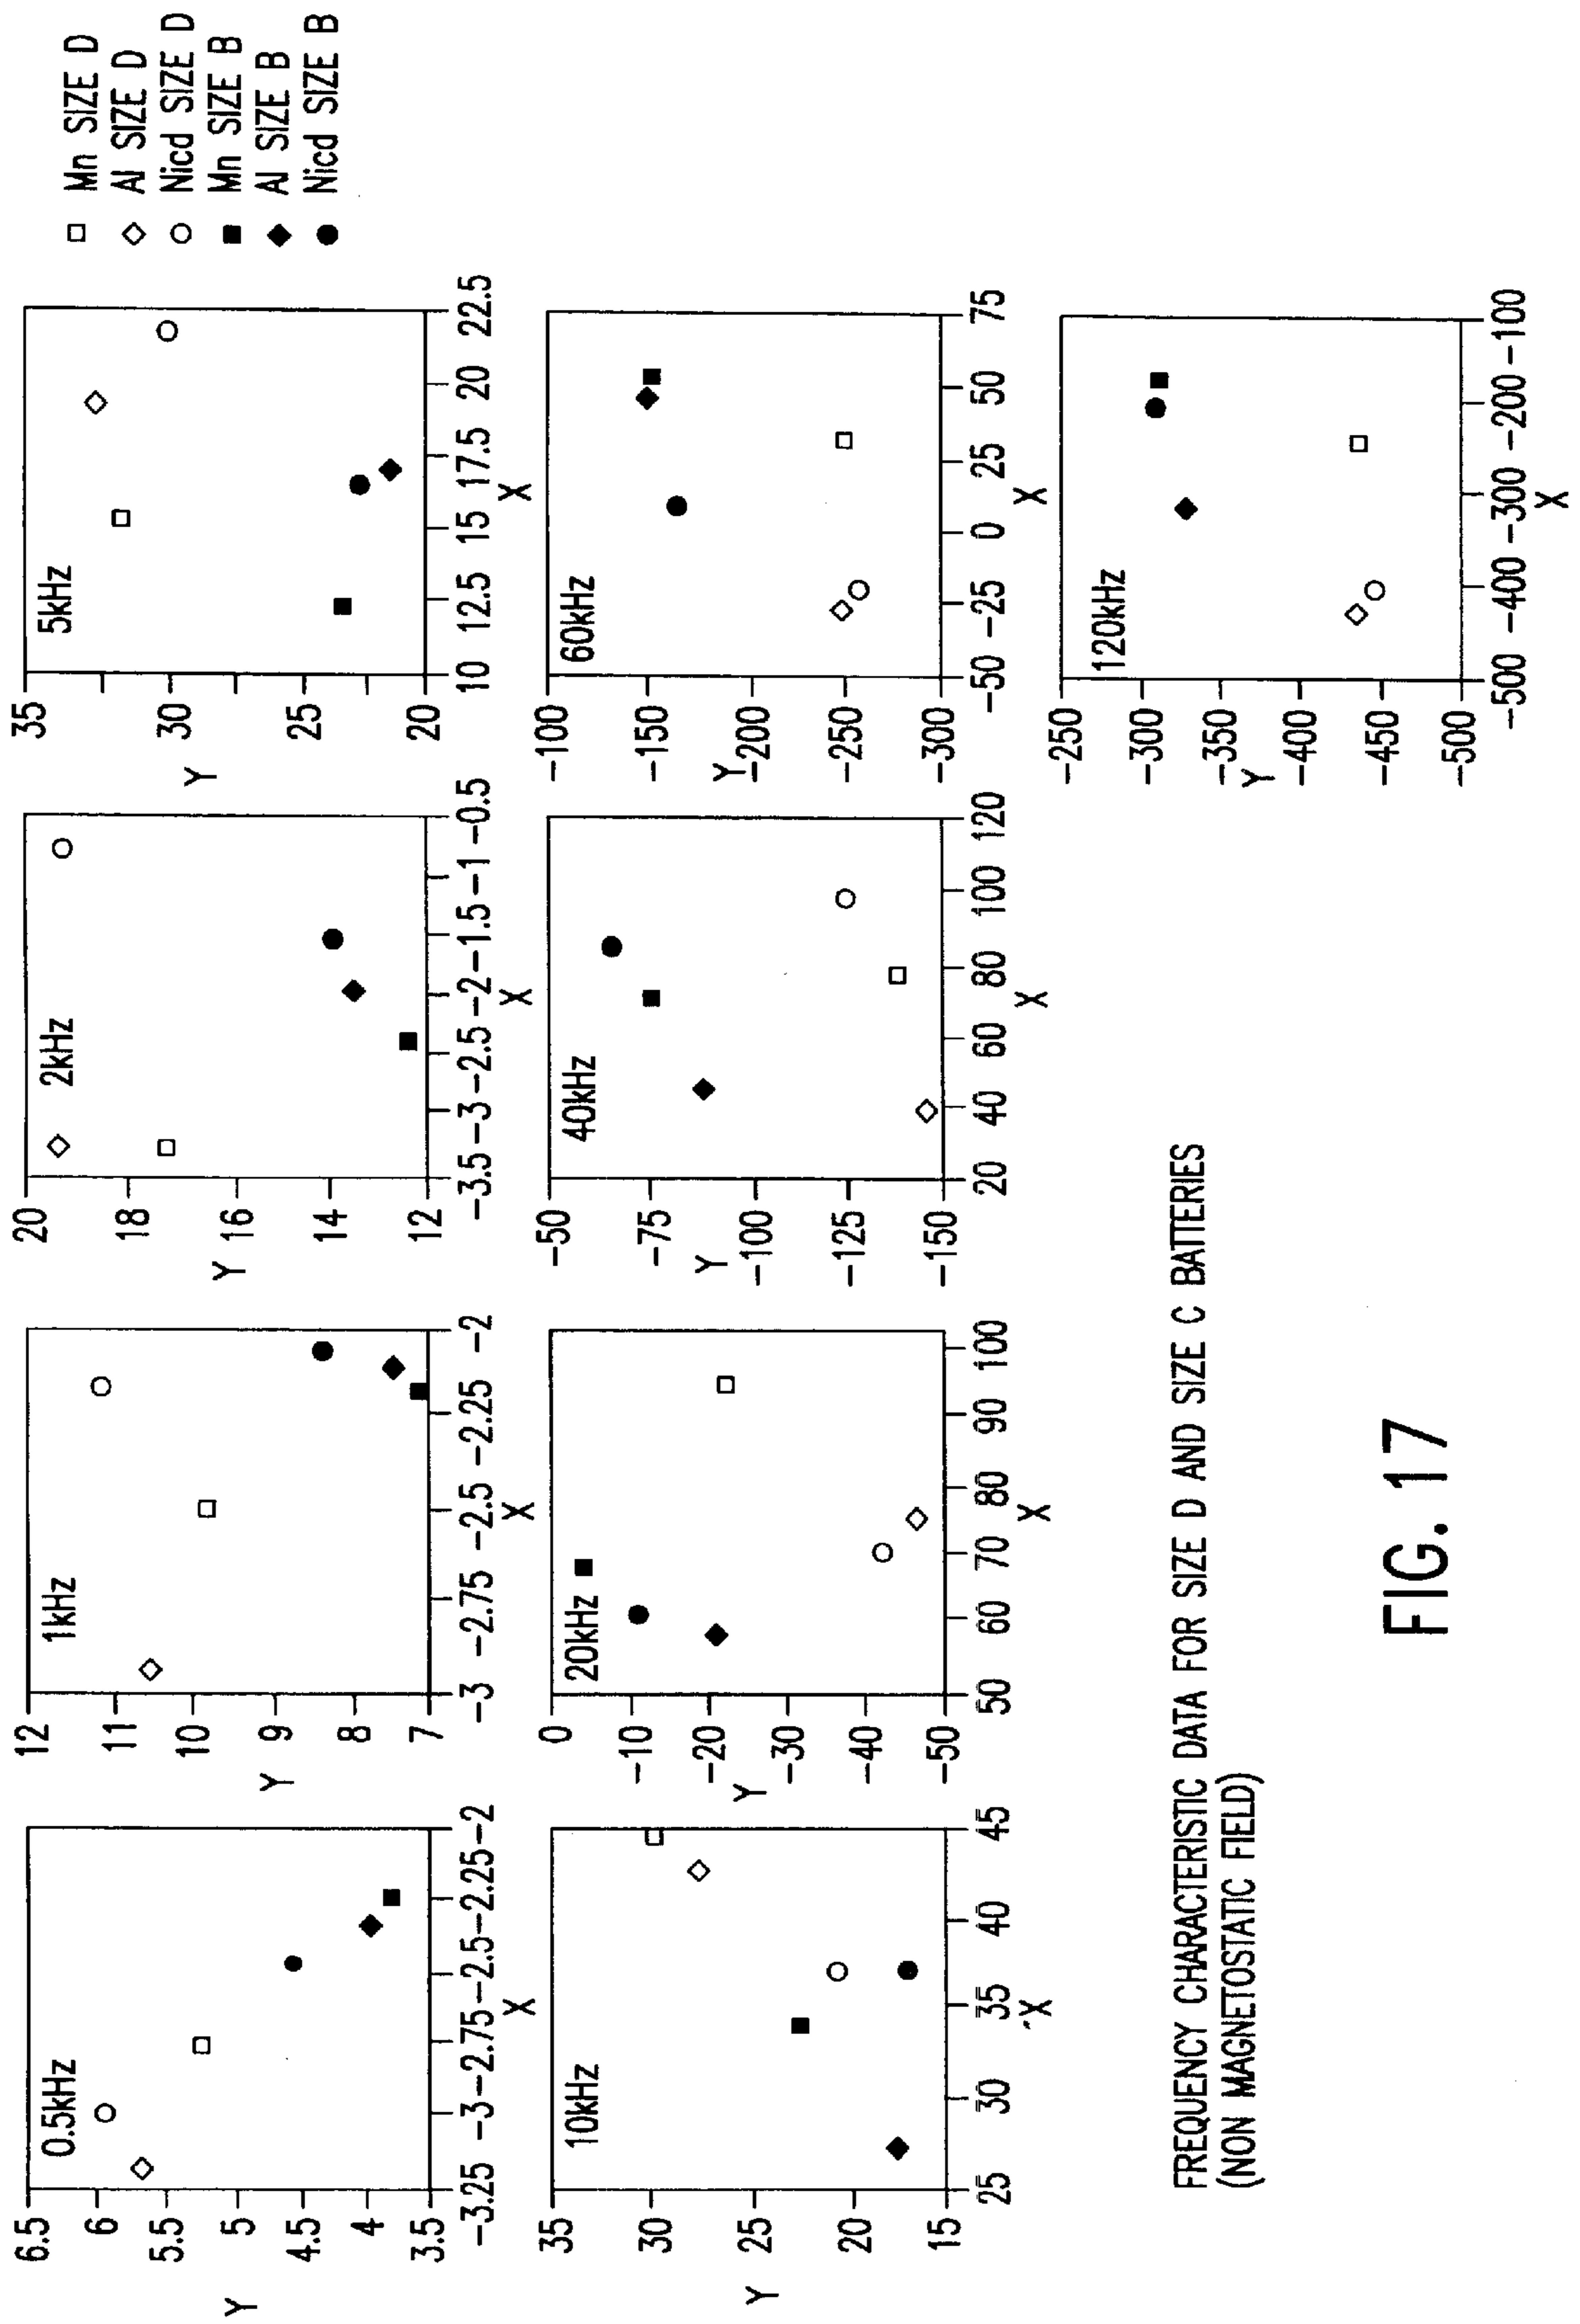 0.5kHz
6.5
6
5.5
5
4.5
4
3.5
Y
−3.25 −3 −2.75 −2.5 −2.25 −2
X
1kHz
12
11
10
9
8
7
Y
−3 −2.75 −2.5 −2.25 −2
X
2kHz
20
18
16
14
12
Y
−3.5 −3 −2.5 −2 −1.5 −1 −0.5
X
5kHz
35
30
25
20
Y
10 12.5 15 17.5 20 22.5
X
□ Mn SIZE D
◇ Al SIZE D
○ Nicd SIZE D
■ Mn SIZE B
◆ Al SIZE B
● Nicd SIZE B
10kHz
35
30
25
20
15
Y
25 30 35 40 45
X
20kHz
0
−10
−20
−30
−40
−50
Y
50 60 70 80 90 100
X
40kHz
−50
−75
−100
−125
−150
Y
20 40 60 80 100 120
X
60kHz
−100
−150
−200
−250
−300
Y
−50 −25 0 25 50 75
X
120kHz
−250
−300
−350
−400
−450
−500
Y
−500 −400 −300 −200 −100
X
FREQUENCY CHARACTERISTIC DATA FOR SIZE D AND SIZE C BATTERIES
(NON MAGNETOSTATIC FIELD)
FIG. 17